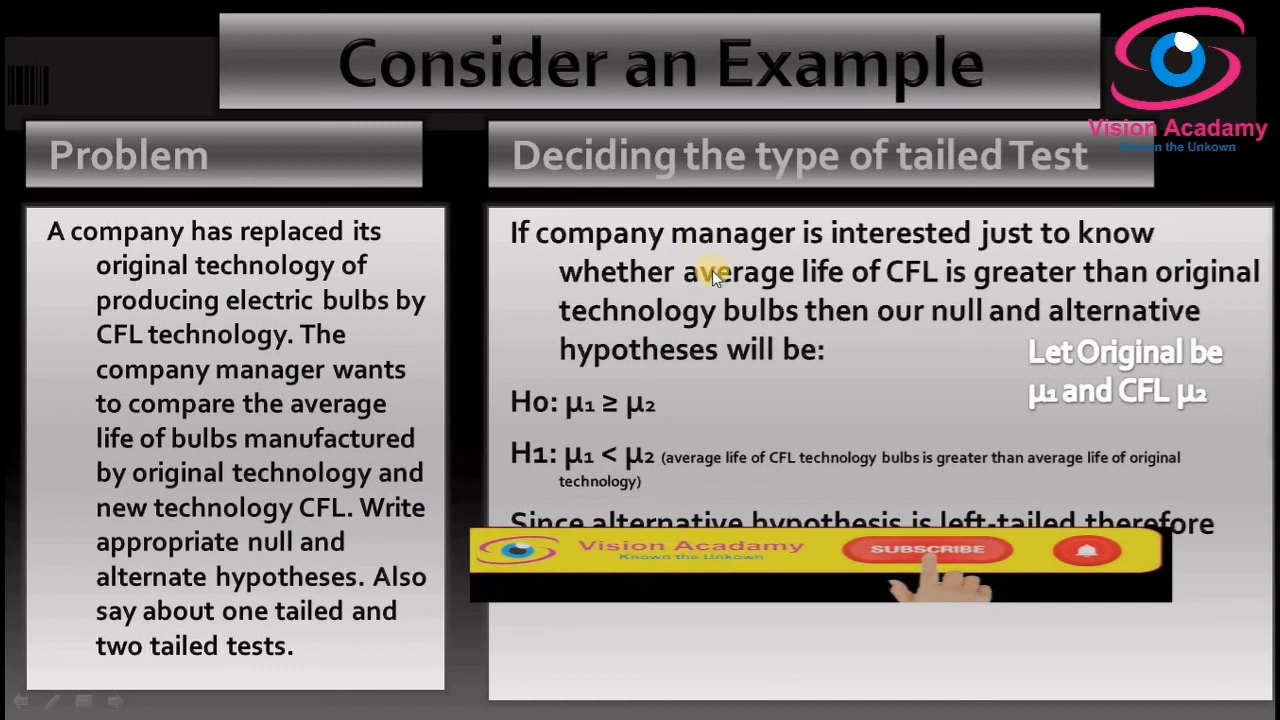 Consider an Example
Vision Acadamy
Known the Unkown
Problem
Deciding the type of tailed Test
A company has replaced its
original technology of
producing electric bulbs by
CFL technology. The
company manager wants
to compare the average
life of bulbs manufactured
by original technology and
new technology CFL. Write
appropriate null and
alternate hypotheses. Also
say about one tailed and
two tailed tests.
If company manager is interested just to know
whether average life of CFL is greater than original
technology bulbs then our null and alternative
hypotheses will be:
Let Original be
µ₁ and CFL µ₂
H0: µ₁ ≥ µ₂
H1: µ₁ < µ₂ (average life of CFL technology bulbs is greater than average life of original
technology)
Since alternative hypothesis is left-tailed therefore
Vision Acadamy
Known the Unkown
SUBSCRIBE